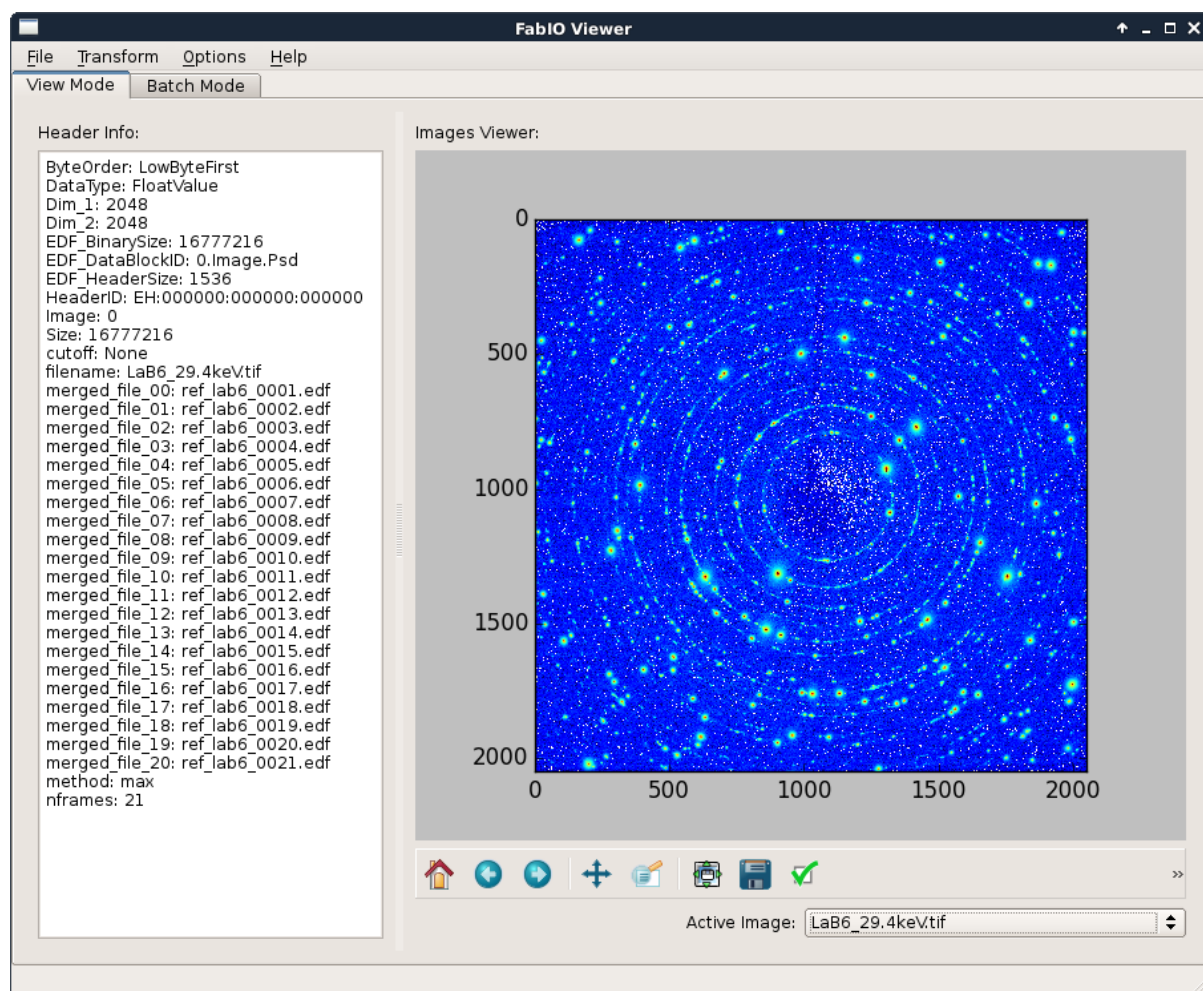 FabIO Viewer
File Transform Options Help
View Mode Batch Mode
Header Info:
ByteOrder: LowByteFirst
DataType: FloatValue
Dim_1: 2048
Dim_2: 2048
EDF_BinarySize: 16777216
EDF_DataBlockID: 0.Image.Psd
EDF_HeaderSize: 1536
HeaderID: EH:000000:000000:000000
Image: 0
Size: 16777216
cutoff: None
filename: LaB6_29.4keV.tif
merged_file_00: ref_lab6_0001.edf
merged_file_01: ref_lab6_0002.edf
merged_file_02: ref_lab6_0003.edf
merged_file_03: ref_lab6_0004.edf
merged_file_04: ref_lab6_0005.edf
merged_file_05: ref_lab6_0006.edf
merged_file_06: ref_lab6_0007.edf
merged_file_07: ref_lab6_0008.edf
merged_file_08: ref_lab6_0009.edf
merged_file_09: ref_lab6_0010.edf
merged_file_10: ref_lab6_0011.edf
merged_file_11: ref_lab6_0012.edf
merged_file_12: ref_lab6_0013.edf
merged_file_13: ref_lab6_0014.edf
merged_file_14: ref_lab6_0015.edf
merged_file_15: ref_lab6_0016.edf
merged_file_16: ref_lab6_0017.edf
merged_file_17: ref_lab6_0018.edf
merged_file_18: ref_lab6_0019.edf
merged_file_19: ref_lab6_0020.edf
merged_file_20: ref_lab6_0021.edf
method: max
nframes: 21
Images Viewer:
0
500
1000
1500
2000
0 500 1000 1500 2000
»
Active Image: LaB6_29.4keV.tif